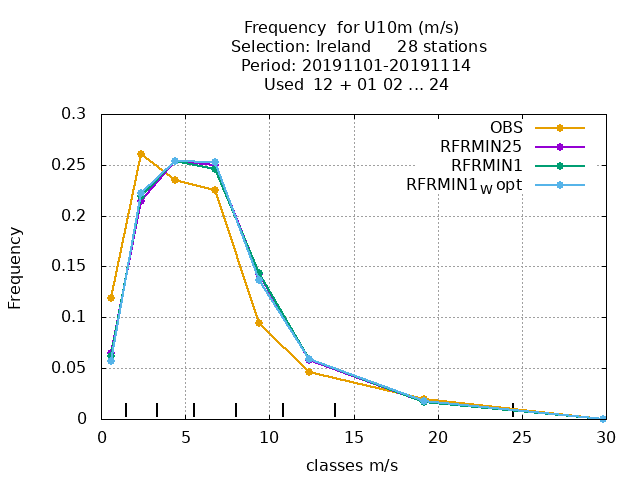 Frequency  for U10m (m/s)
Selection: Ireland     28 stations
Period: 20191101-20191114
Used  12 + 01 02 ... 24
OBS
RFRMIN25
RFRMIN1
RFRMIN1w opt
0.3
0.25
0.2
0.15
0.1
0.05
0
Frequency
0 5 10 15 20 25 30
classes m/s